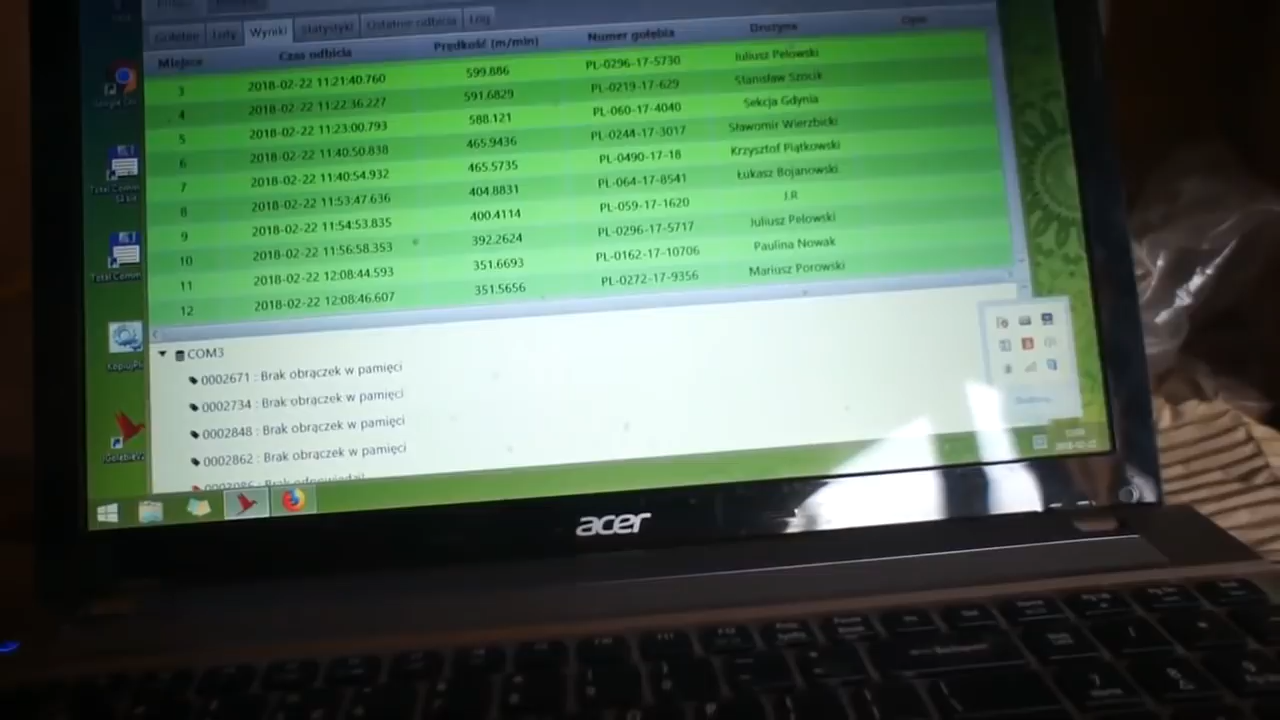 Gołębie Listy Wyniki Statystyki Ostatnie odbicia Log
Miejsce Czas odbicia Prędkość (m/min) Numer gołębia Drużyna Opis
3 2018-02-22 11:21:40.760 599.886 PL-0296-17-5730 Juliusz Pelowski
4 2018-02-22 11:22:36.227 591.6829 PL-0219-17-629 Stanisław Szocik
5 2018-02-22 11:23:00.793 588.121 PL-060-17-4040 Sekcja Gdynia
6 2018-02-22 11:40:50.838 465.9436 PL-0244-17-3017 Sławomir Wierzbicki
7 2018-02-22 11:40:54.932 465.5735 PL-0490-17-18 Krzysztof Piątkowski
8 2018-02-22 11:53:47.636 404.8831 PL-064-17-8541 Łukasz Bojanowski
9 2018-02-22 11:54:53.835 400.4114 PL-059-17-1620 J.R
10 2018-02-22 11:56:58.353 392.2624 PL-0296-17-5717 Juliusz Pelowski
11 2018-02-22 12:08:44.593 351.6693 PL-0162-17-10706 Paulina Nowak
12 2018-02-22 12:08:46.607 351.5656 PL-0272-17-9356 Mariusz Porowski
COM3
0002671 : Brak obrączek w pamięci
0002734 : Brak obrączek w pamięci
0002848 : Brak obrączek w pamięci
0002862 : Brak obrączek w pamięci
Total Comm
Total Comm
acer